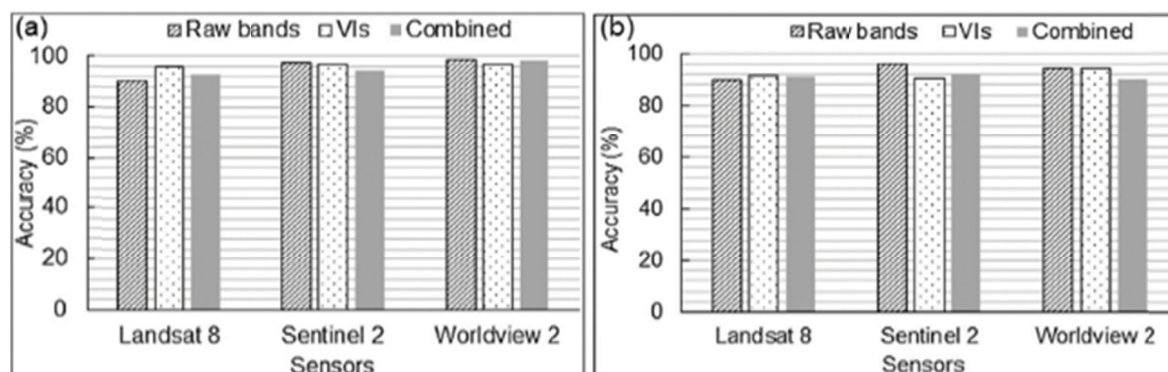 (a) Raw bands VIs Combined
100
80
60
40
20
0
Accuracy (%)
Landsat 8 Sentinel 2 Worldview 2
Sensors
(b) Raw bands VIs Combined
100
80
60
40
20
0
Accuracy (%)
Landsat 8 Sentinel 2 Worldview 2
Sensors